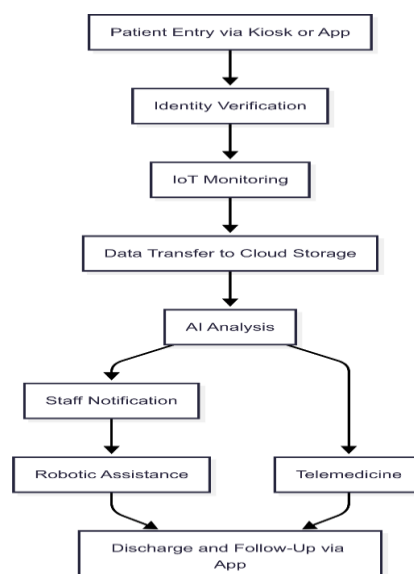 Patient Entry via Kiosk or App
Identity Verification
IoT Monitoring
Data Transfer to Cloud Storage
AI Analysis
Staff Notification
Robotic Assistance
Telemedicine
Discharge and Follow-Up via
App